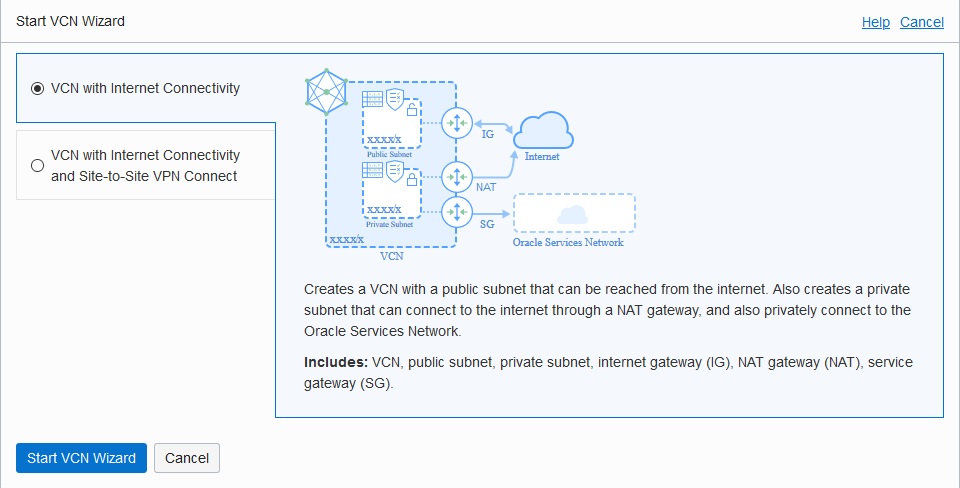 Start VCN Wizard
Help Cancel
VCN with Internet Connectivity
VCN with Internet Connectivity
and Site-to-Site VPN Connect
xxxx/x
Public Subnet
IG
Internet
xxxx/x
Private Subnet
NAT
SG
Oracle Services Network
xxxx/x
VCN
Creates a VCN with a public subnet that can be reached from the internet. Also creates a private
subnet that can connect to the internet through a NAT gateway, and also privately connect to the
Oracle Services Network.
Includes: VCN, public subnet, private subnet, internet gateway (IG), NAT gateway (NAT), service
gateway (SG).
Start VCN Wizard
Cancel